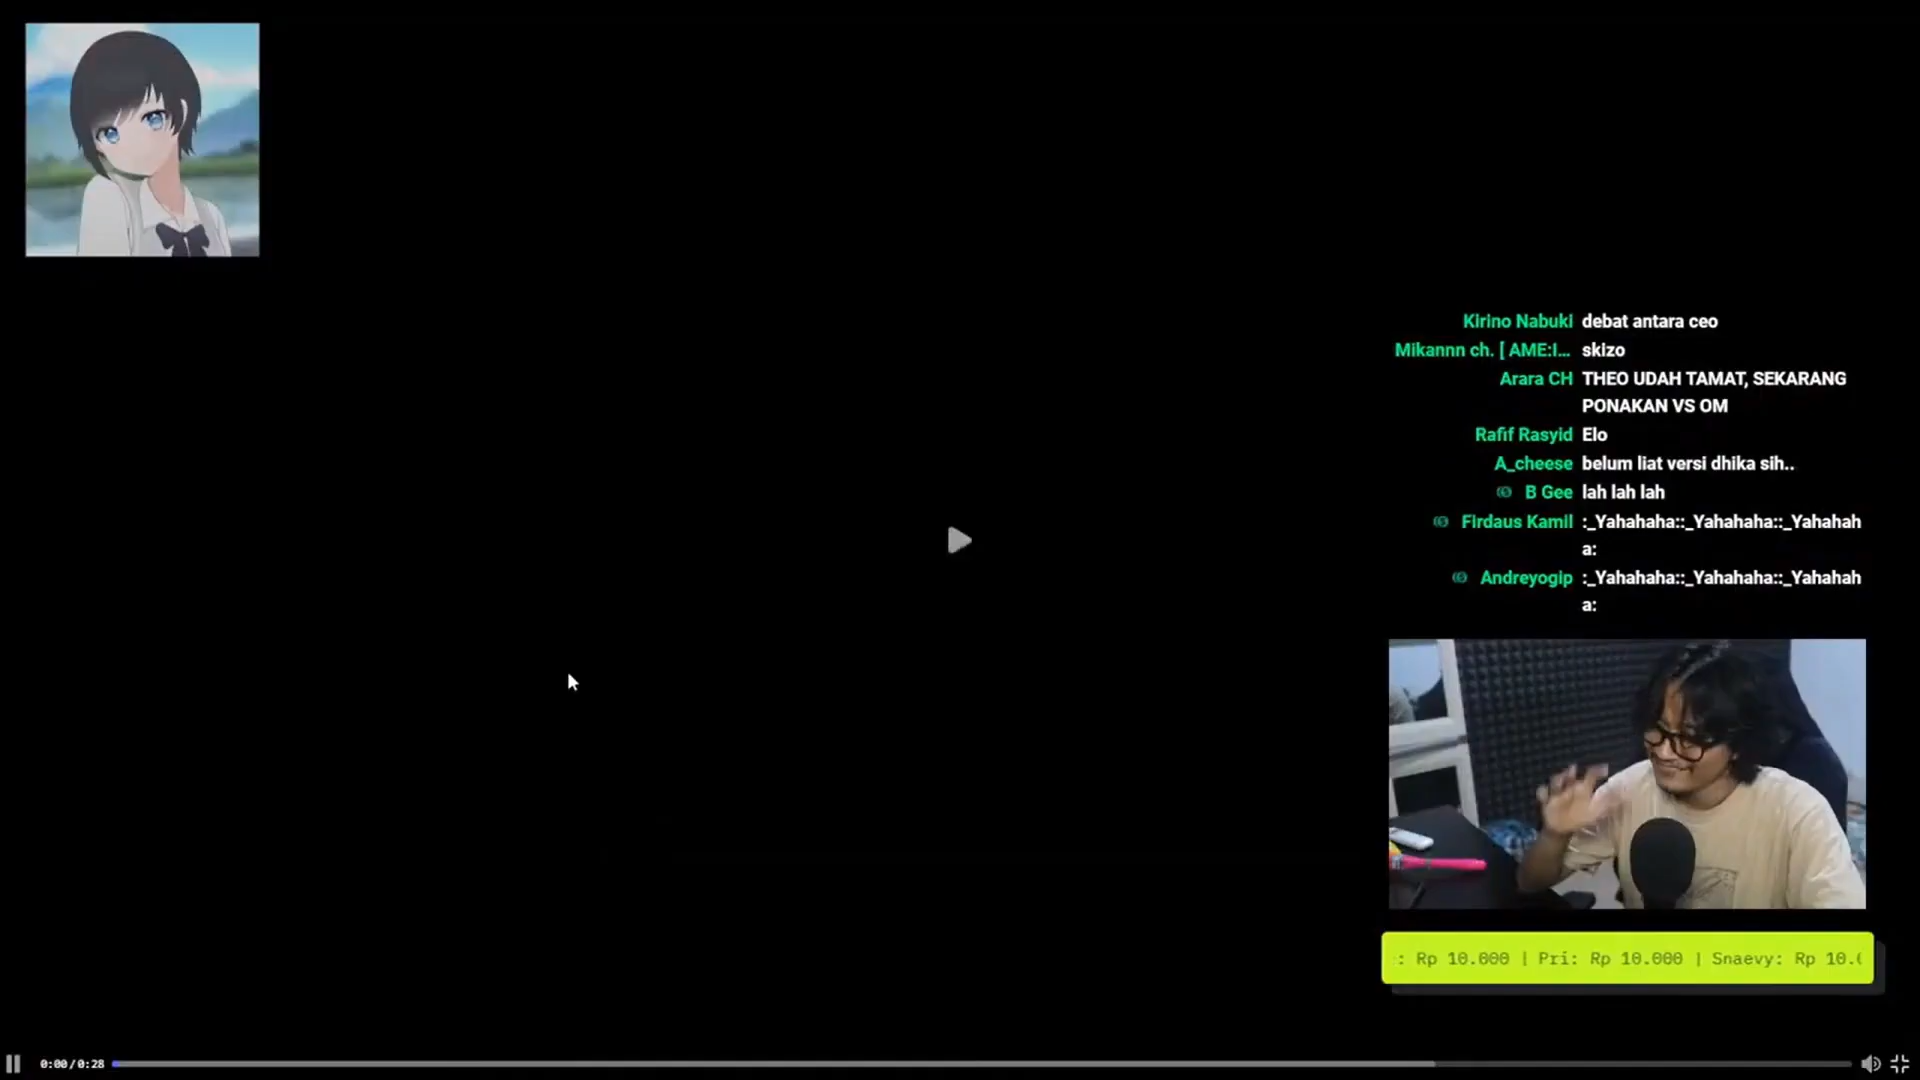 Kirino Nabuki debat antara ceo
Mikannn ch. [ AME:I... skizo
Arara CH THEO UDAH TAMAT, SEKARANG
PONAKAN VS OM
Rafif Rasyid Elo
A_cheese belum liat versi dhika sih..
B Gee lah lah lah
Firdaus Kamil :_Yahahaha::_Yahahaha::_Yahahah
a:
Andreyogip :_Yahahaha::_Yahahaha::_Yahahah
a:
: Rp 10.000 | Pri: Rp 10.000 | Snaevy: Rp 10.
0:00/0:28